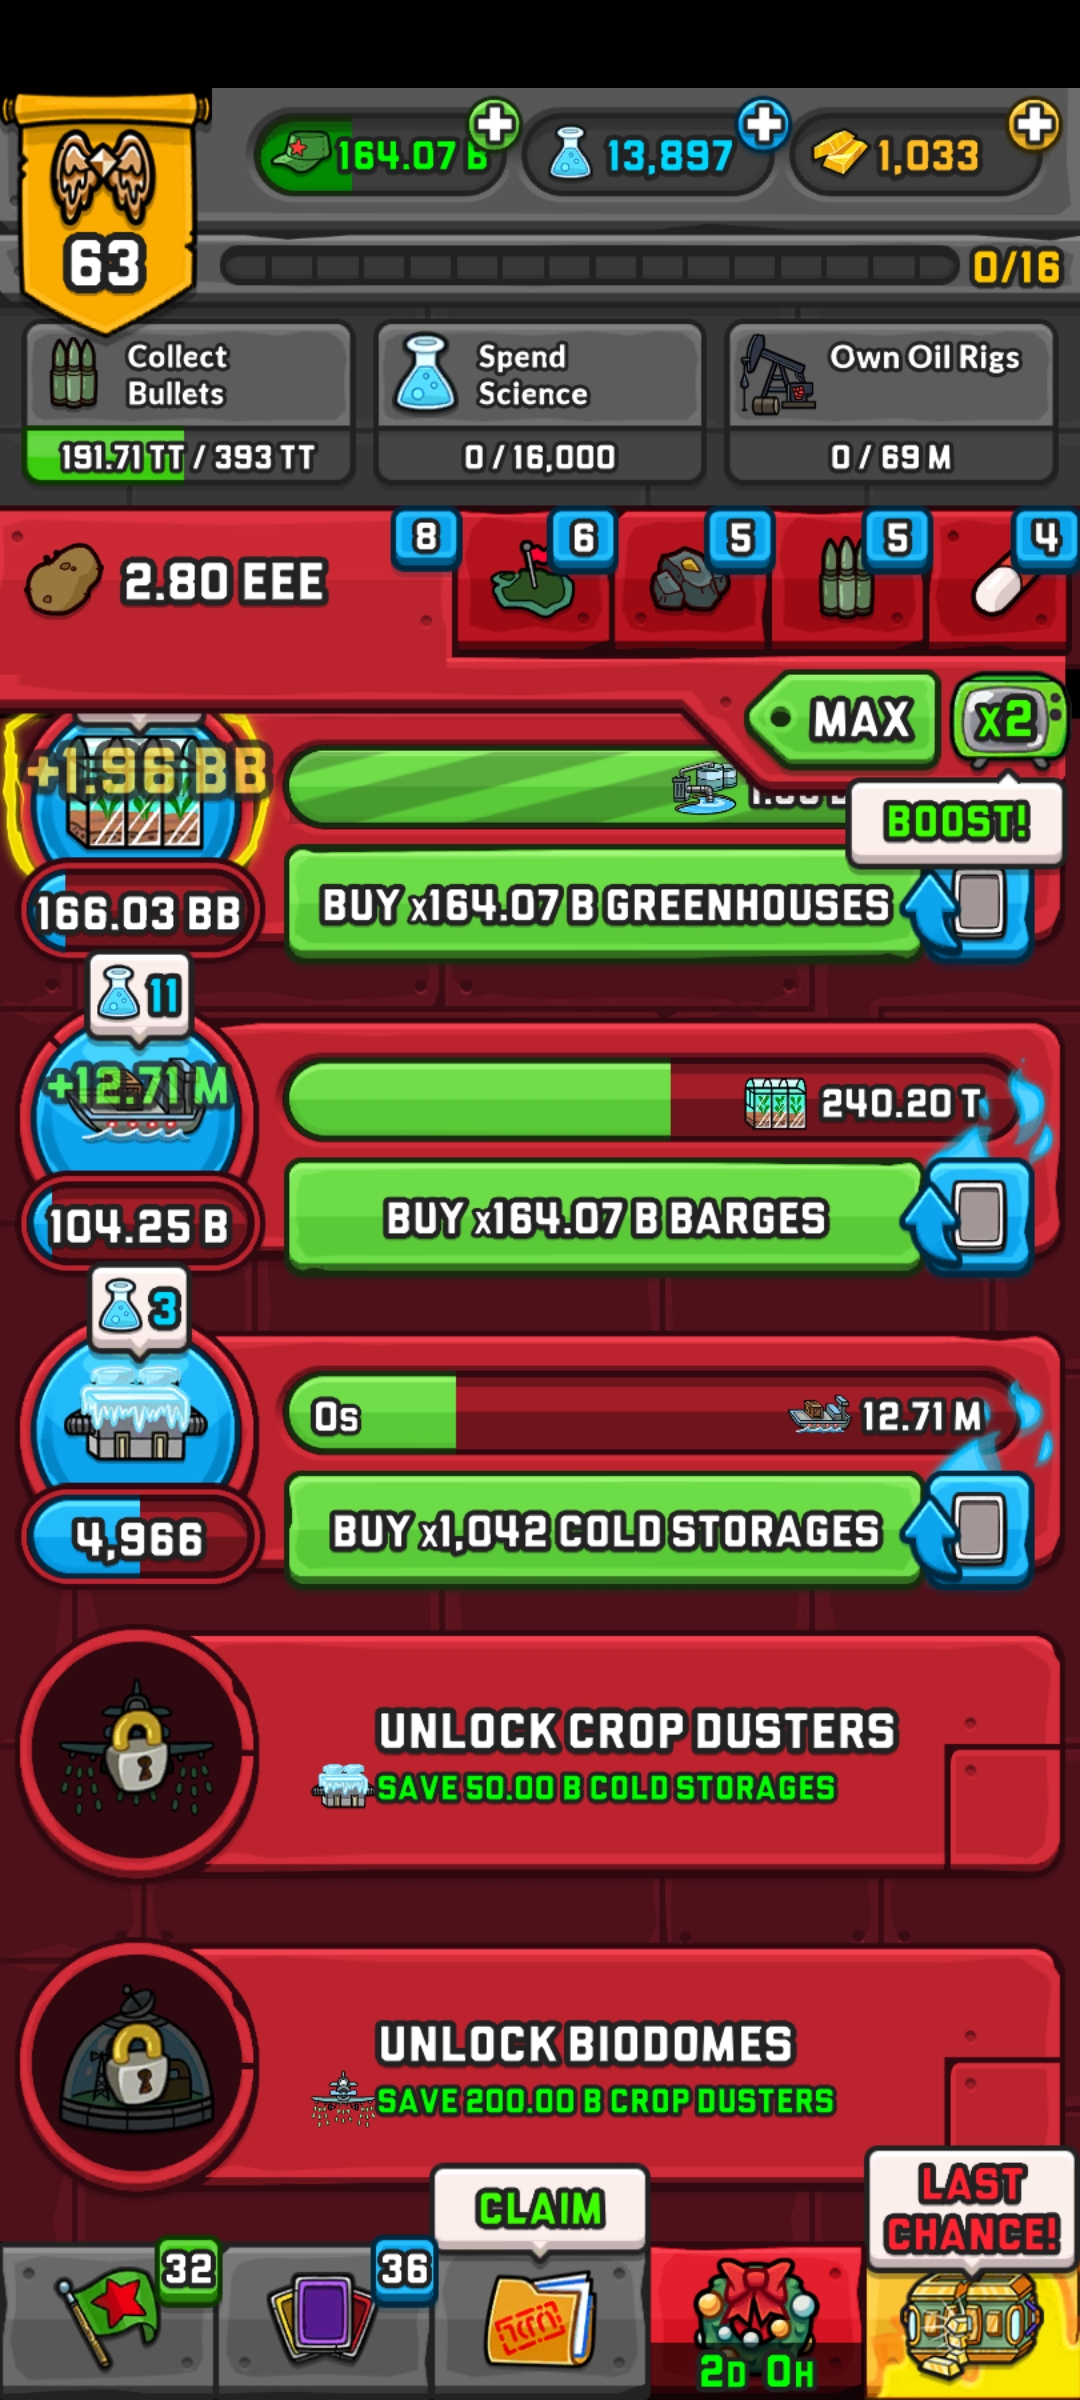 164.07 B
13,897
1,033
63
0/16
Collect
Bullets
191.71 TT / 393 TT
Spend
Science
0 / 16,000
Own Oil Rigs
0 / 69 M
2.80 EEE
8
6
5
5
4
MAX
x2
BOOST!
+1.96 BB
166.03 BB
BUY x164.07 B GREENHOUSES
11
+12.71 M
240.20 T
104.25 B
BUY x164.07 B BARGES
3
0s
12.71 M
4,966
BUY x1,042 COLD STORAGES
UNLOCK CROP DUSTERS
SAVE 50.00 B COLD STORAGES
UNLOCK BIODOMES
SAVE 200.00 B CROP DUSTERS
CLAIM
LAST
CHANCE!
32
36
2D 0H